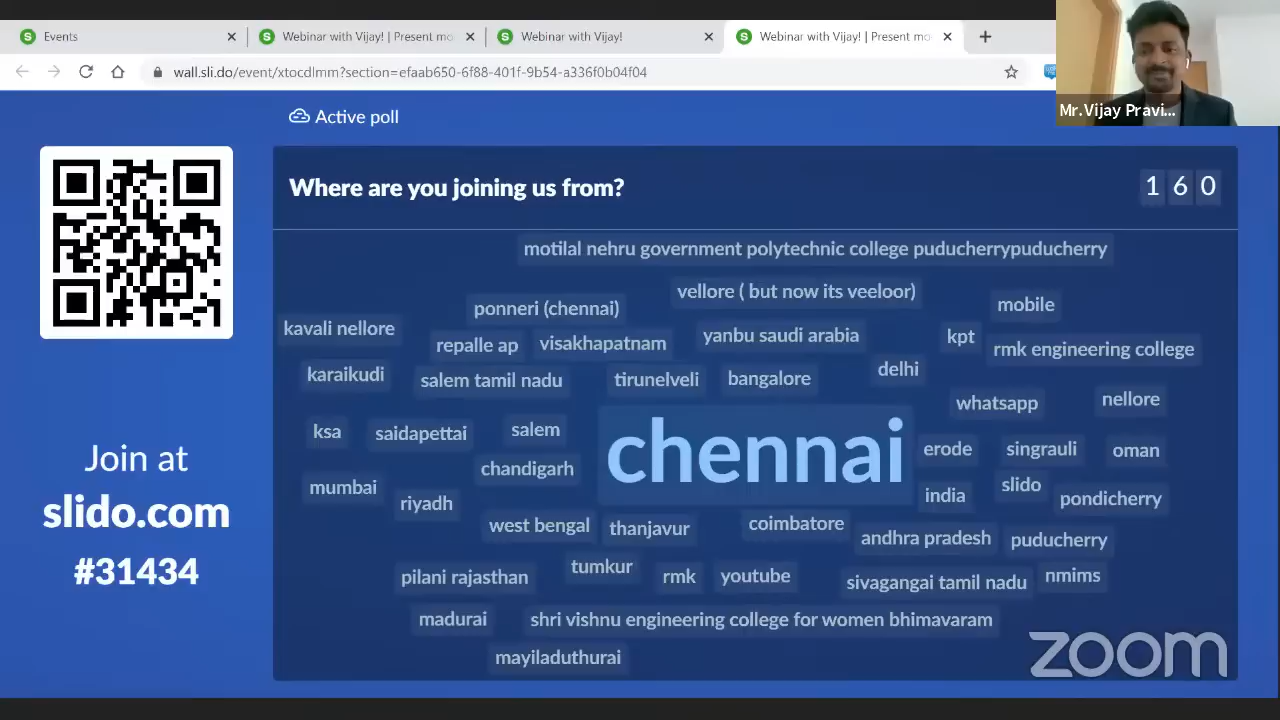 Events
Webinar with Vijay! | Present mo
Webinar with Vijay!
Webinar with Vijay! | Present mo
wall.sli.do/event/xtocdlmm?section=efaab650-6f88-401f-9b54-a336f0b04f04
Mr.Vijay Pravi...
Active poll
Where are you joining us from?
160
motilal nehru government polytechnic college puducherrypuducherry
vellore ( but now its veeloor)
ponneri (chennai)
mobile
kavali nellore
repalle ap
visakhapatnam
yanbu saudi arabia
kpt
rmk engineering college
karaikudi
salem tamil nadu
tirunelveli
bangalore
delhi
whatsapp
nellore
ksa
saidapettai
salem
chennai
erode
singrauli
oman
chandigarh
mumbai
riyadh
india
slido
pondicherry
west bengal
thanjavur
coimbatore
andhra pradesh
puducherry
pilani rajasthan
tumkur
rmk
youtube
sivagangai tamil nadu
nmims
madurai
shri vishnu engineering college for women bhimavaram
mayiladuthurai
Join at
slido.com
#31434
zoom